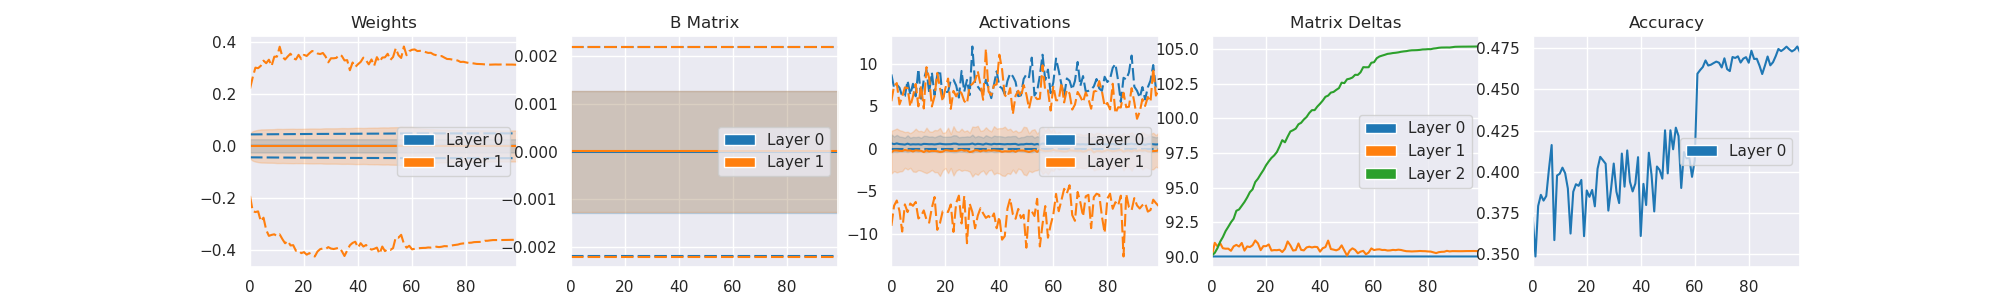 Weights
0.4
0.2
0.0
−0.2
−0.4
0 20 40 60 80
Layer 0
Layer 1
B Matrix
0.002
0.001
0.000
−0.001
−0.002
0 20 40 60 80
Layer 0
Layer 1
Activations
10
5
0
−5
−10
0 20 40 60 80
Layer 0
Layer 1
Matrix Deltas
105.0
102.5
100.0
97.5
95.0
92.5
90.0
0 20 40 60 80
Layer 0
Layer 1
Layer 2
Accuracy
0.475
0.450
0.425
0.400
0.375
0.350
0 20 40 60 80
Layer 0